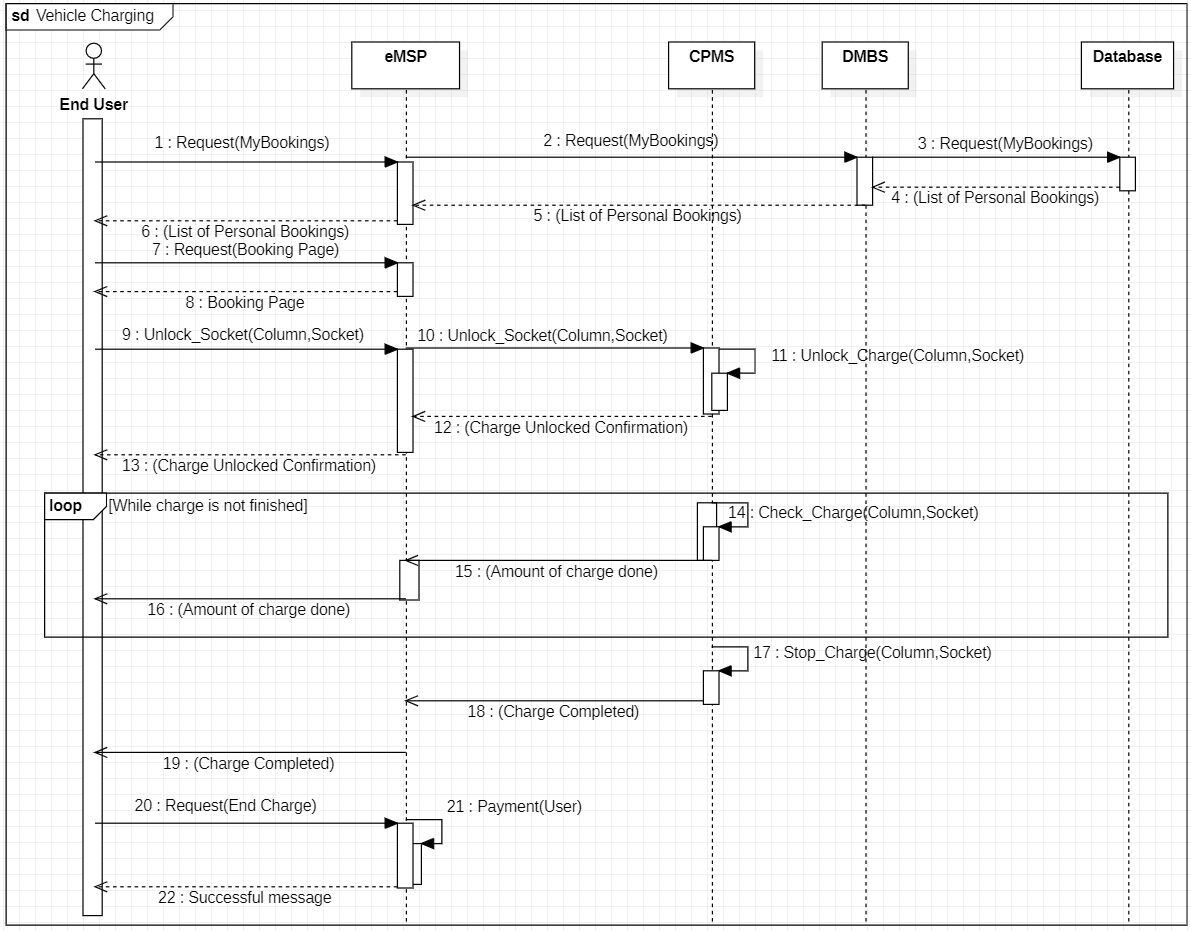 sd Vehicle Charging
End User
eMSP
CPMS
DMBS
Database
1 : Request(MyBookings)
2 : Request(MyBookings)
3 : Request(MyBookings)
4 : (List of Personal Bookings)
5 : (List of Personal Bookings)
6 : (List of Personal Bookings)
7 : Request(Booking Page)
8 : Booking Page
9 : Unlock_Socket(Column,Socket)
10 : Unlock_Socket(Column,Socket)
11 : Unlock_Charge(Column,Socket)
12 : (Charge Unlocked Confirmation)
13 : (Charge Unlocked Confirmation)
loop [While charge is not finished]
14 : Check_Charge(Column,Socket)
15 : (Amount of charge done)
16 : (Amount of charge done)
17 : Stop_Charge(Column,Socket)
18 : (Charge Completed)
19 : (Charge Completed)
20 : Request(End Charge)
21 : Payment(User)
22 : Successful message